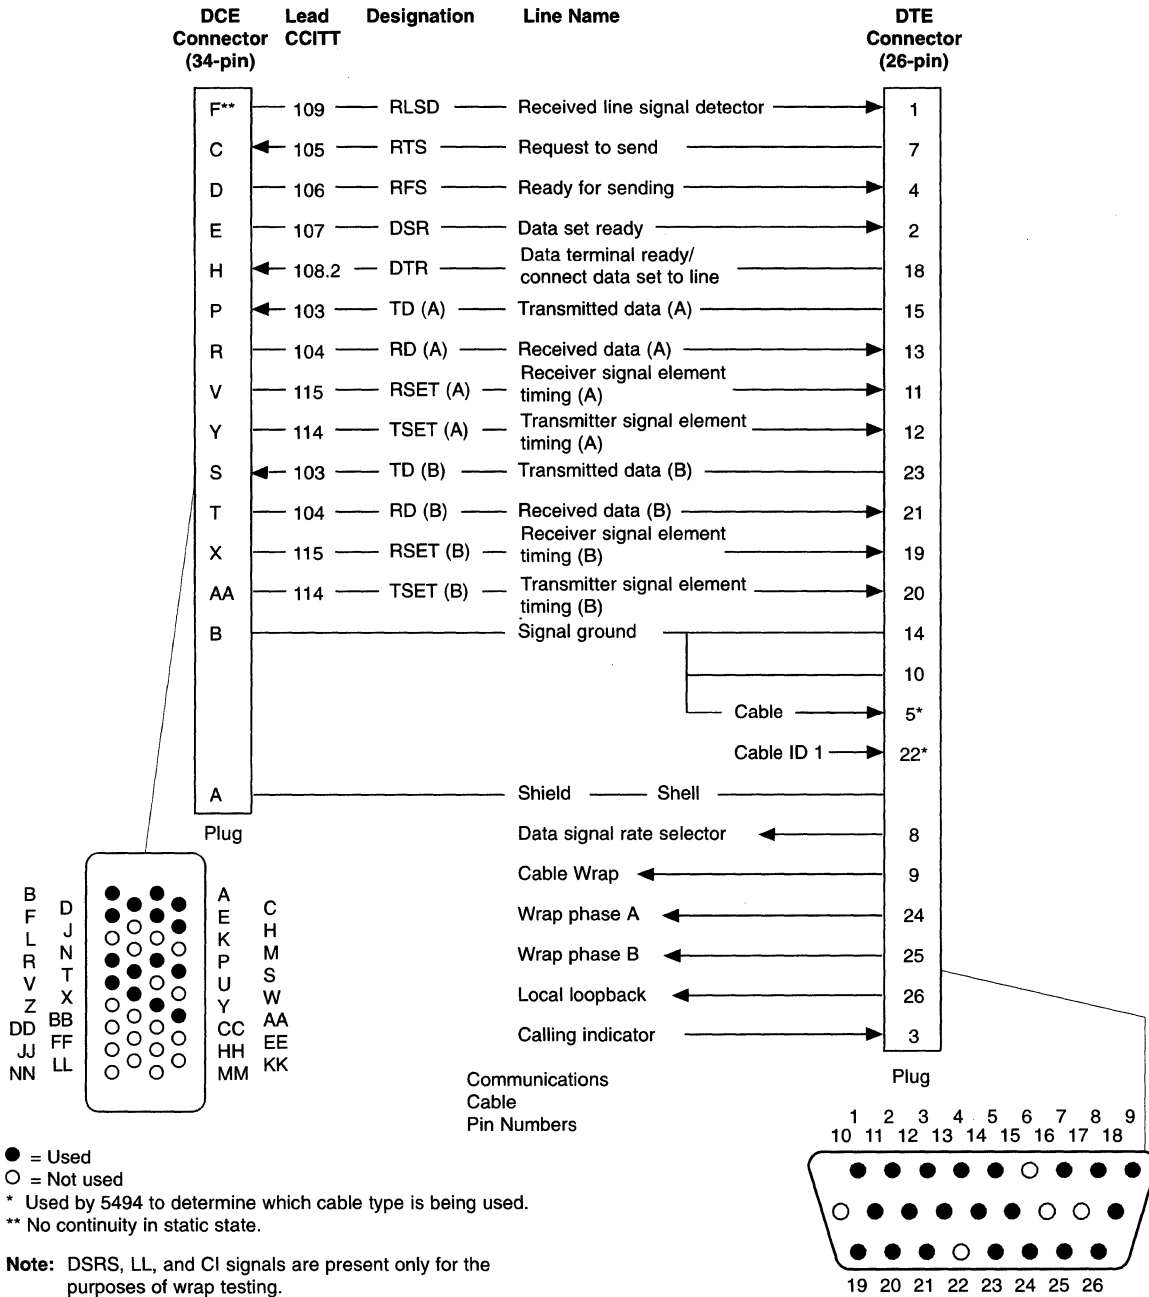 DCE Connector (34-pin) Lead CCITT Designation Line Name DTE Connector (26-pin)
F** 109 RLSD Received line signal detector 1
C 105 RTS Request to send 7
D 106 RFS Ready for sending 4
E 107 DSR Data set ready 2
H 108.2 DTR Data terminal ready/ connect data set to line 18
P 103 TD (A) Transmitted data (A) 15
R 104 RD (A) Received data (A) 13
V 115 RSET (A) Receiver signal element timing (A) 11
Y 114 TSET (A) Transmitter signal element timing (A) 12
S 103 TD (B) Transmitted data (B) 23
T 104 RD (B) Received data (B) 21
X 115 RSET (B) Receiver signal element timing (B) 19
AA 114 TSET (B) Transmitter signal element timing (B) 20
B Signal ground 14
10
Cable 5*
Cable ID 1 22*
A Shield Shell
Plug
Data signal rate selector 8
Cable Wrap 9
Wrap phase A 24
Wrap phase B 25
Local loopback 26
Calling indicator 3
Plug
B A
D C
F E
J H
L K
N M
R P
T S
V U
X W
Z Y
BB AA
DD CC
FF EE
JJ HH
LL KK
NN MM
Communications
Cable
Pin Numbers
1 2 3 4 5 6 7 8 9
10 11 12 13 14 15 16 17 18
19 20 21 22 23 24 25 26
= Used
= Not used
* Used by 5494 to determine which cable type is being used.
** No continuity in static state.
Note: DSRS, LL, and CI signals are present only for the
purposes of wrap testing.